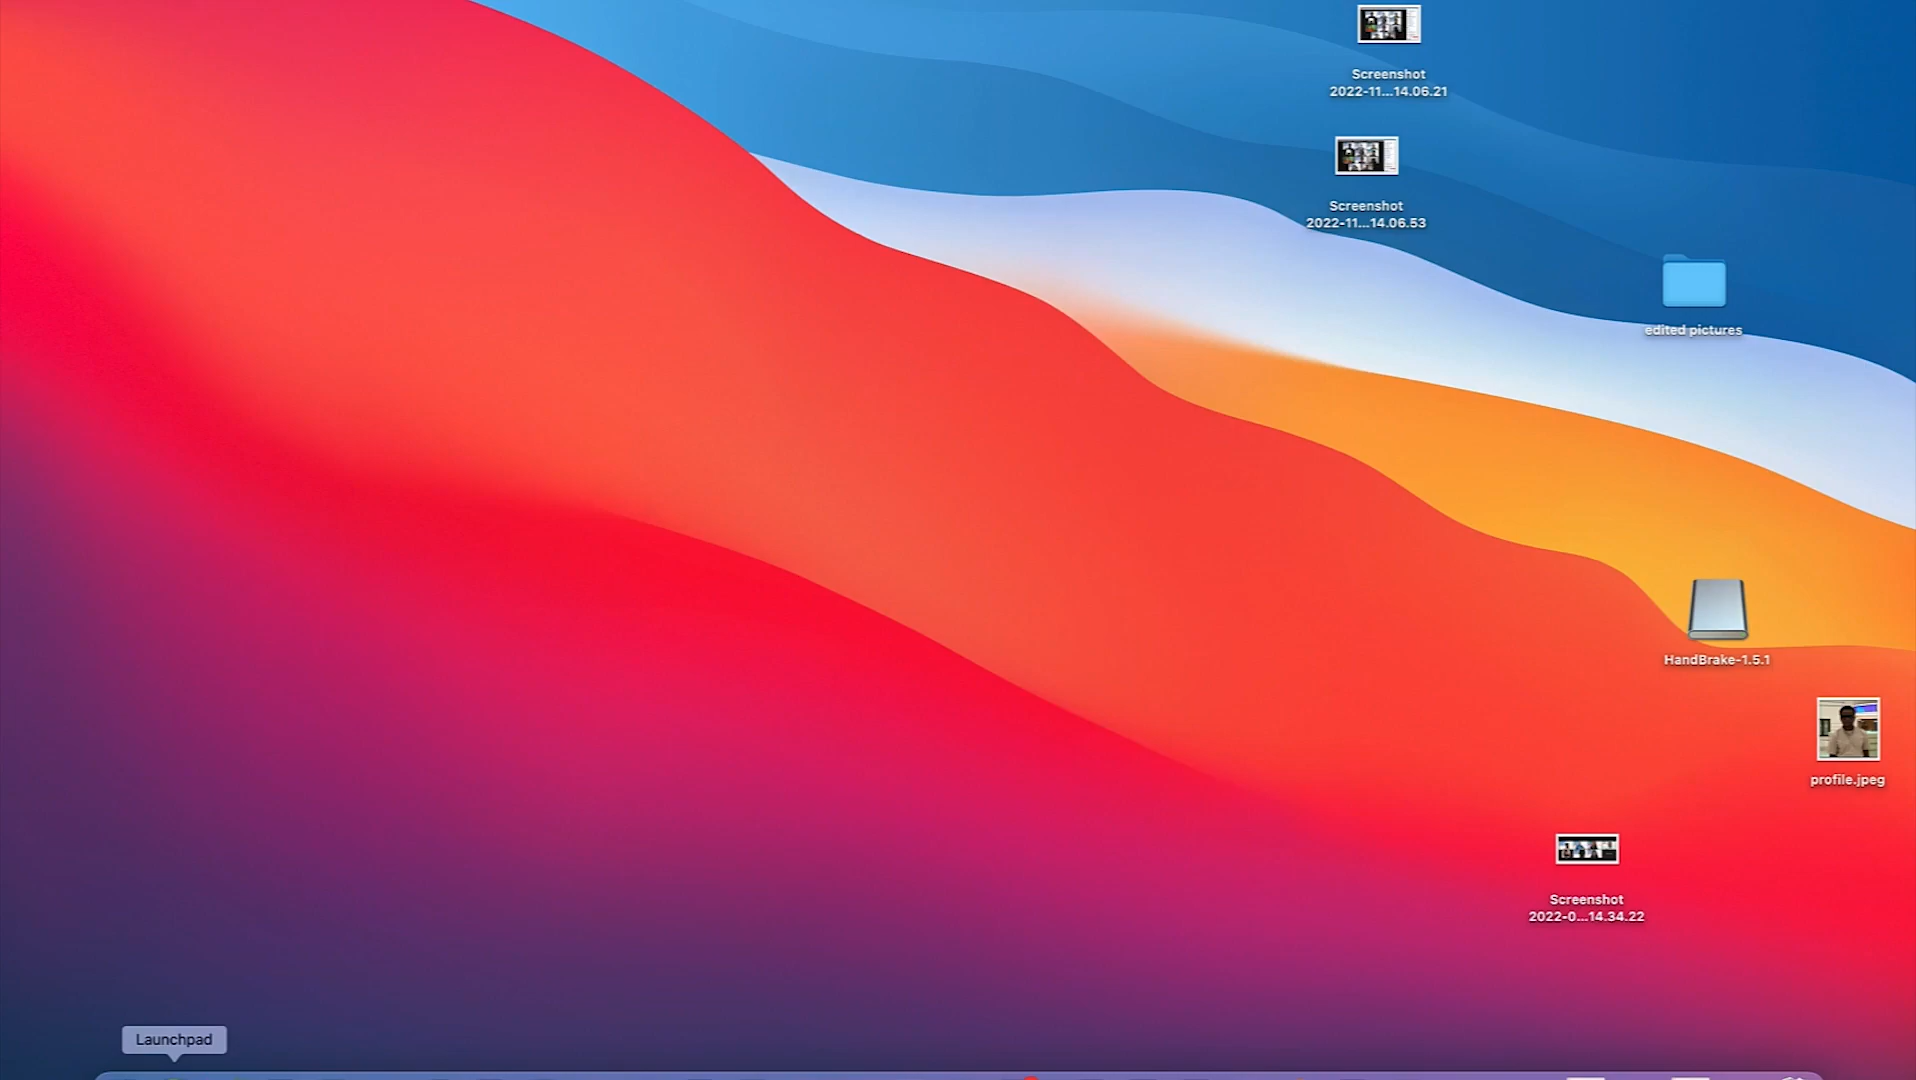 Screenshot
2022-11...14.06.21
Screenshot
2022-11...14.06.53
edited pictures
HandBrake-1.5.1
profile.jpeg
Screenshot
2022-0...14.34.22
Launchpad